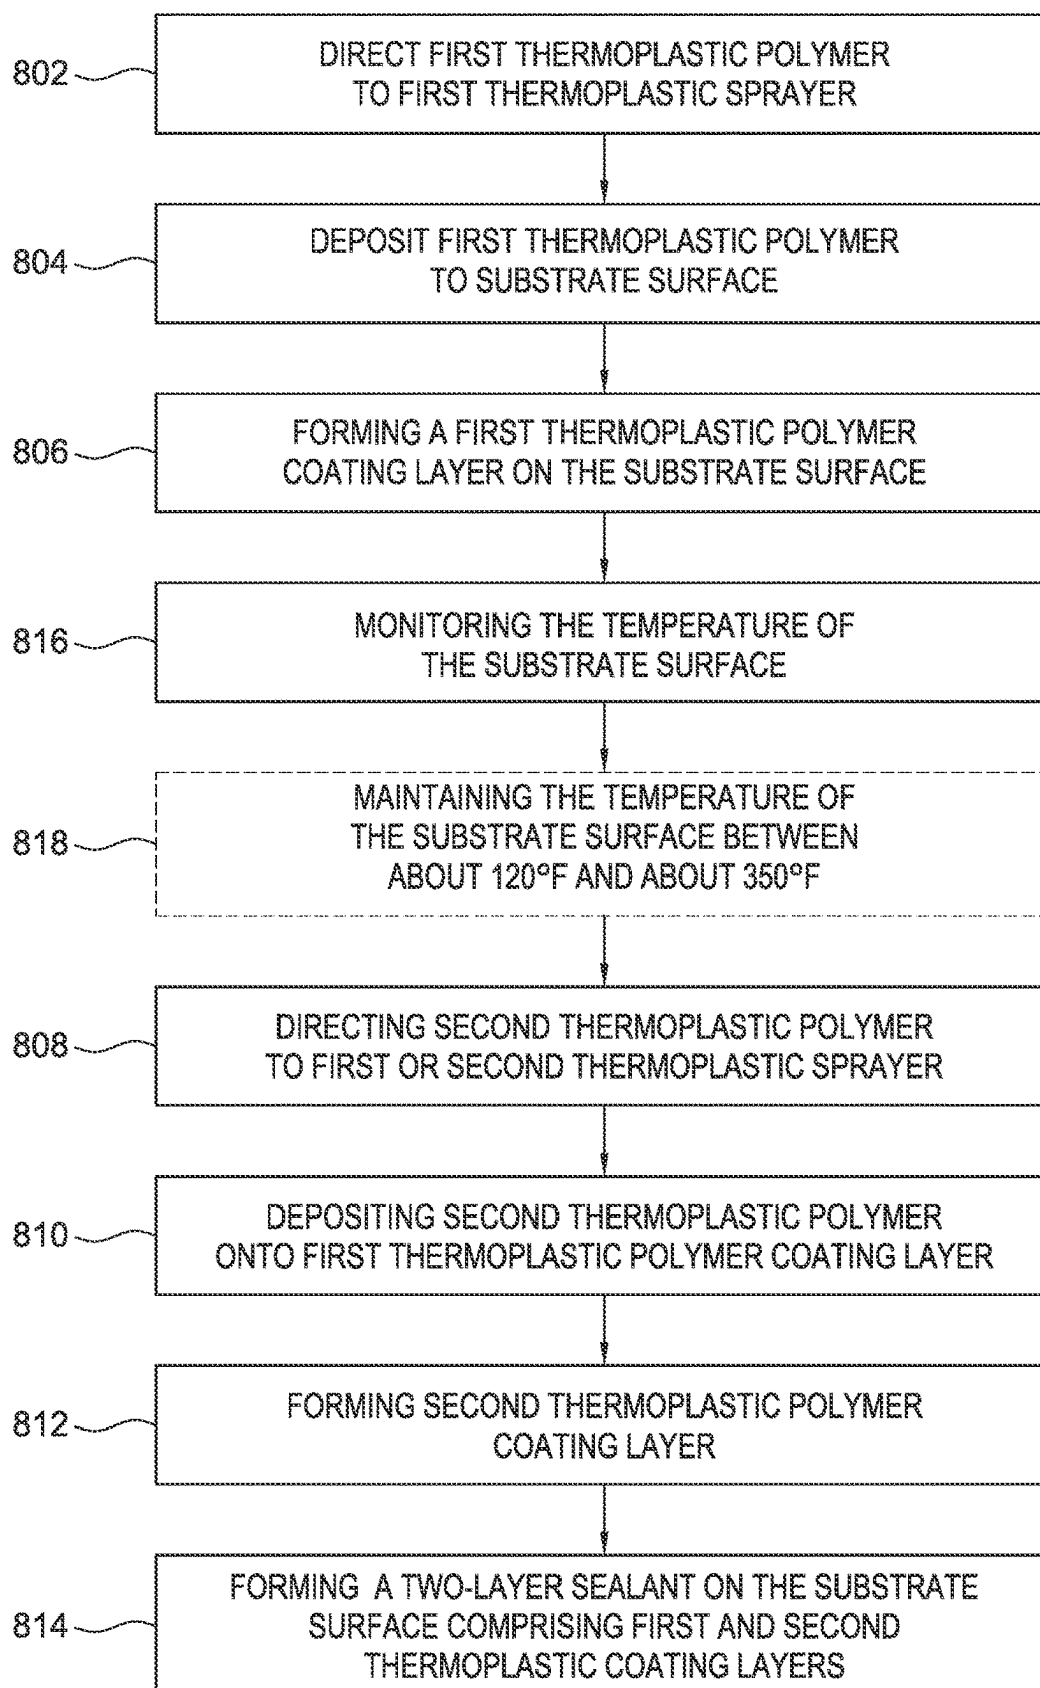 802
DIRECT FIRST THERMOPLASTIC POLYMER
TO FIRST THERMOPLASTIC SPRAYER
804
DEPOSIT FIRST THERMOPLASTIC POLYMER
TO SUBSTRATE SURFACE
806
FORMING A FIRST THERMOPLASTIC POLYMER
COATING LAYER ON THE SUBSTRATE SURFACE
816
MONITORING THE TEMPERATURE OF
THE SUBSTRATE SURFACE
818
MAINTAINING THE TEMPERATURE OF
THE SUBSTRATE SURFACE BETWEEN
ABOUT 120°F AND ABOUT 350°F
808
DIRECTING SECOND THERMOPLASTIC POLYMER
TO FIRST OR SECOND THERMOPLASTIC SPRAYER
810
DEPOSITING SECOND THERMOPLASTIC POLYMER
ONTO FIRST THERMOPLASTIC POLYMER COATING LAYER
812
FORMING SECOND THERMOPLASTIC POLYMER
COATING LAYER
814
FORMING A TWO-LAYER SEALANT ON THE SUBSTRATE
SURFACE COMPRISING FIRST AND SECOND
THERMOPLASTIC COATING LAYERS